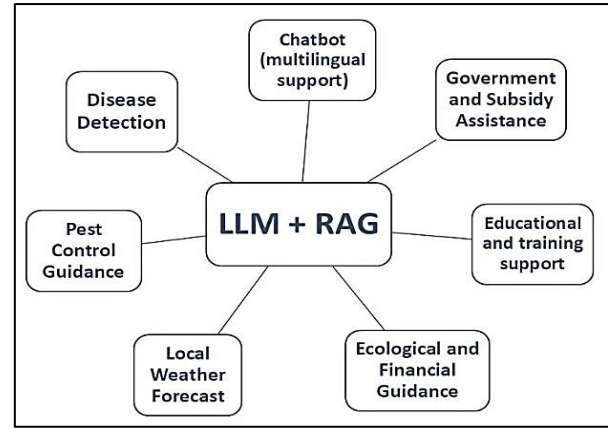 Chatbot
(multilingual
support)
Government
and Subsidy
Assistance
Disease
Detection
LLM + RAG
Pest
Control
Guidance
Educational
and training
support
Local
Weather
Forecast
Ecological and
Financial
Guidance